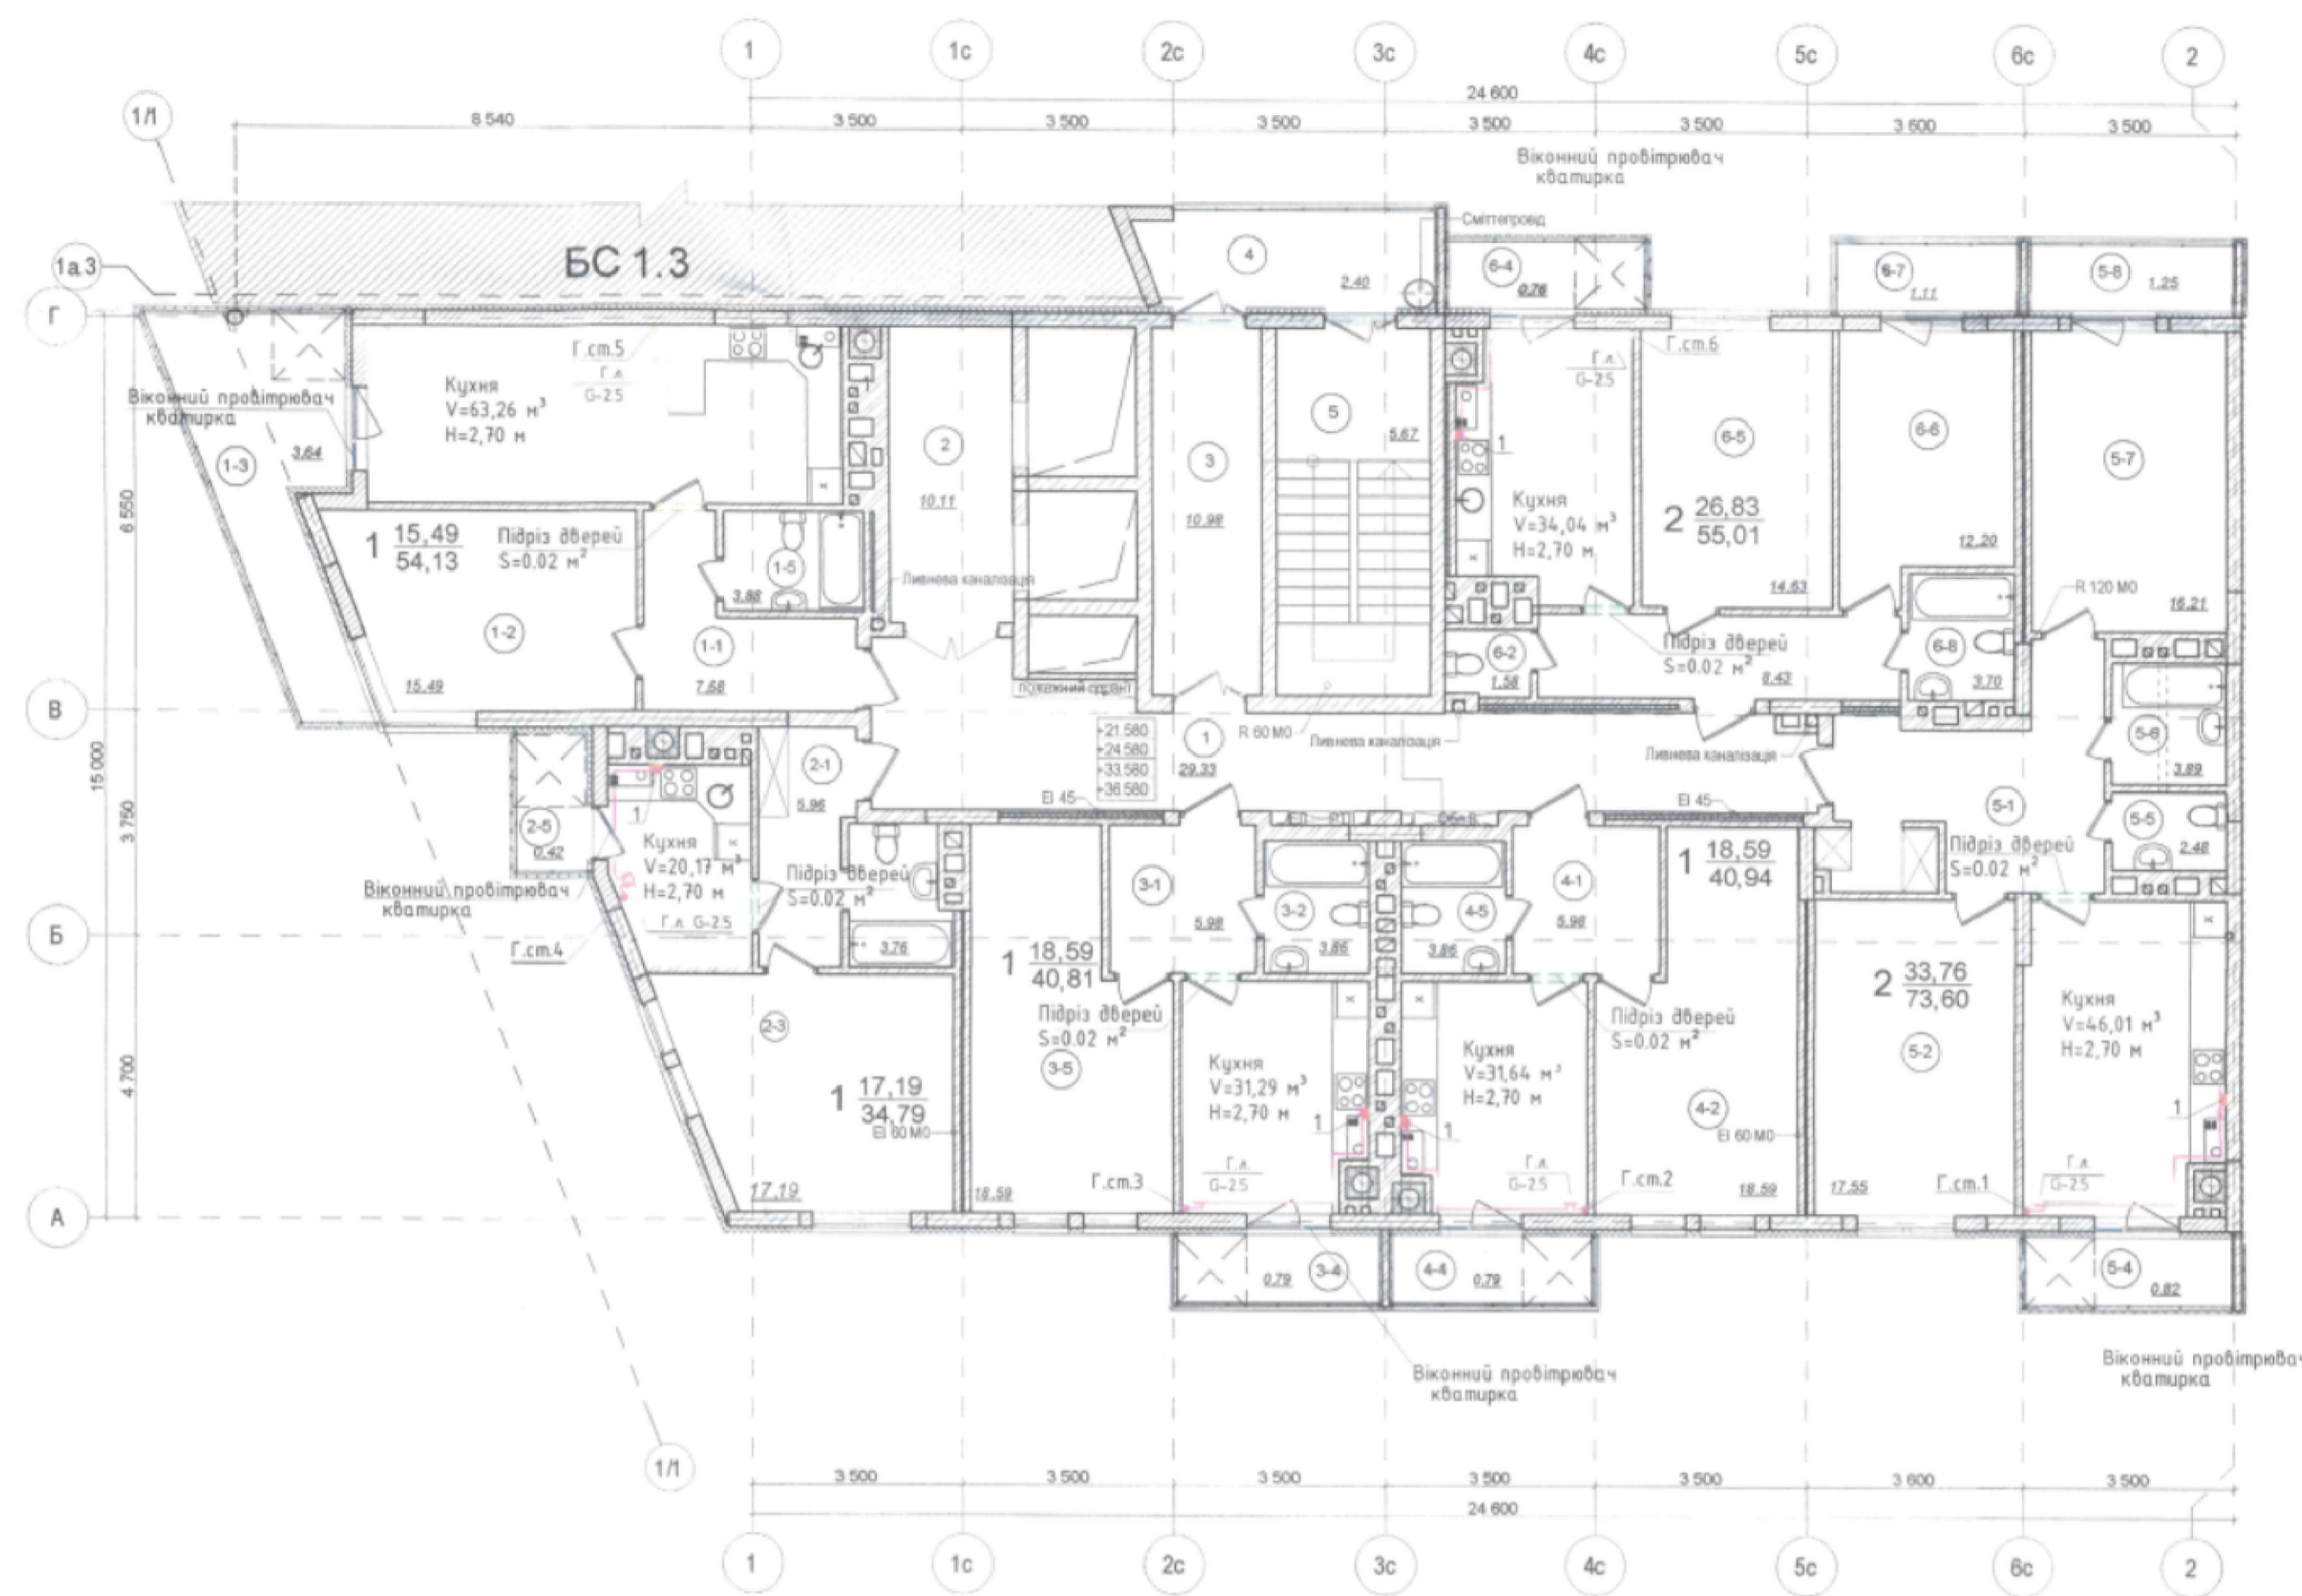 1
1с
2с
3с
4с
5с
6с
2
24 600
1/1
8 540
3 500
3 500
3 500
3 500
3 500
3 600
3 500
Віконний провітрювач
кватирка
Сміттепровід
БС 1.3
1а.3
Г
4
2.40
6-4
0.76
6-7
1.11
5-8
1.25
Г.ст.5
Г.л.
G-2.5
Кухня
V=63,26 м³
H=2,70 м
Віконний провітрювач
кватирка
1-3
3.64
2
10.11
3
10.98
5
5.67
Г.ст.6
Г.л.
G-2.5
1
Кухня
V=34,04 м³
H=2,70 м
6-5
2 26,83
55,01
14.63
6-6
12.20
5-7
16.21
R 120 М0
6 550
1 15,49
54,13
Підріз дверей
S=0.02 м²
1-5
3.88
Ливнева каналізація
1-2
15.49
1-1
7.68
пожежний гідрант
6-2
1.58
Підріз дверей
S=0.02 м²
8.43
6-8
3.70
В
15 000
3 750
2-1
5.96
+21.580
+24.580
+33.580
+36.580
1
29.33
R 60 М0
Ливнева каналізація
Ливнева каналізація
5-6
3.89
EI 45
EI 45
5-1
5-5
2.48
2-5
0.42
1
Кухня
V=20,17 м³
H=2,70 м
Г.л. G-2.5
Підріз дверей
S=0.02 м²
Віконний провітрювач
кватирка
Г.ст.4
3.76
3-1
5.98
3-2
3.86
4-5
3.86
4-1
5.98
1 18,59
40,94
Підріз дверей
S=0.02 м²
Б
1 18,59
40,81
Підріз дверей
S=0.02 м²
Підріз дверей
S=0.02 м²
2 33,76
73,60
Кухня
V=46,01 м³
H=2,70 м
4 700
2-3
1 17,19
34,79
EI 60 М0
17.19
3-5
18.59
Кухня
V=31,29 м³
H=2,70 м
1
Г.л.
G-2.5
Г.ст.3
Кухня
V=31,64 м³
H=2,70 м
1
Г.л.
G-2.5
Г.ст.2
4-2
EI 60 М0
18.59
5-2
17.55
Г.ст.1
1
Г.л.
G-2.5
А
0.79
3-4
4-4
0.79
5-4
0.82
Віконний провітрювач
кватирка
Віконний провітрювач
кватирка
1/1
3 500
3 500
3 500
3 500
3 500
3 600
3 500
24 600
1
1с
2с
3с
4с
5с
6с
2